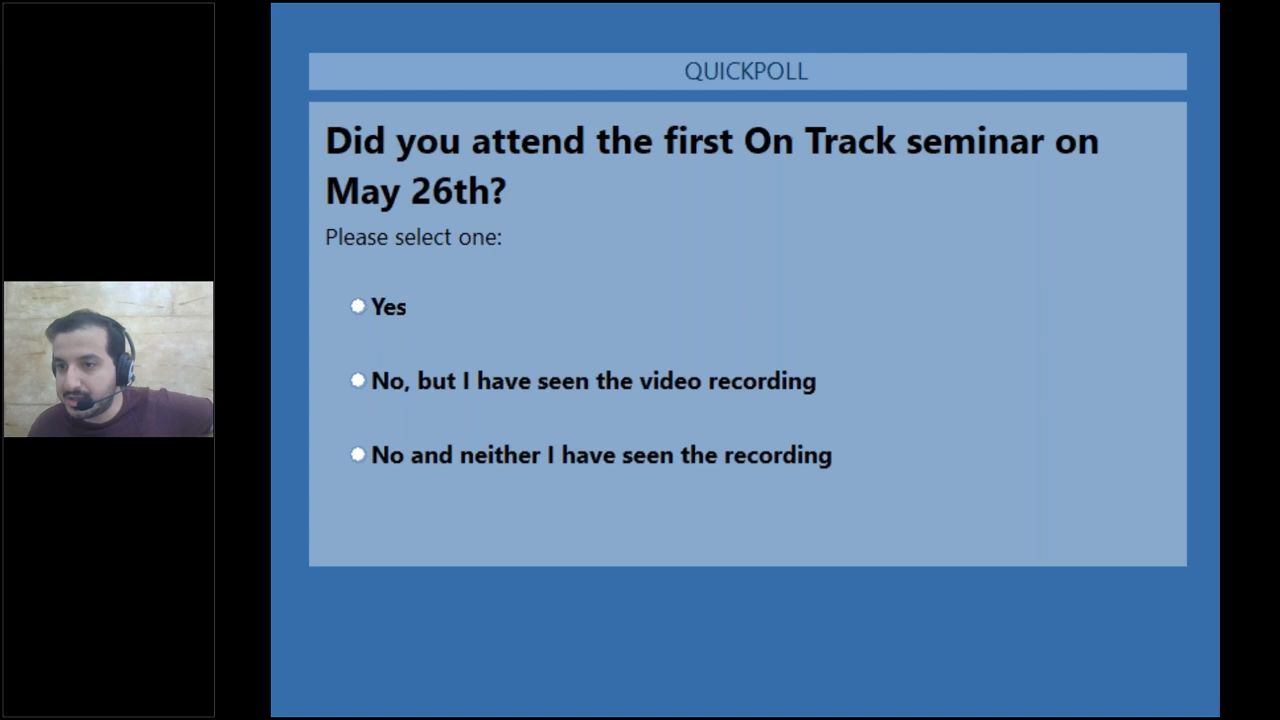 QUICKPOLL
Did you attend the first On Track seminar on
May 26th?
Please select one:
Yes
No, but I have seen the video recording
No and neither I have seen the recording